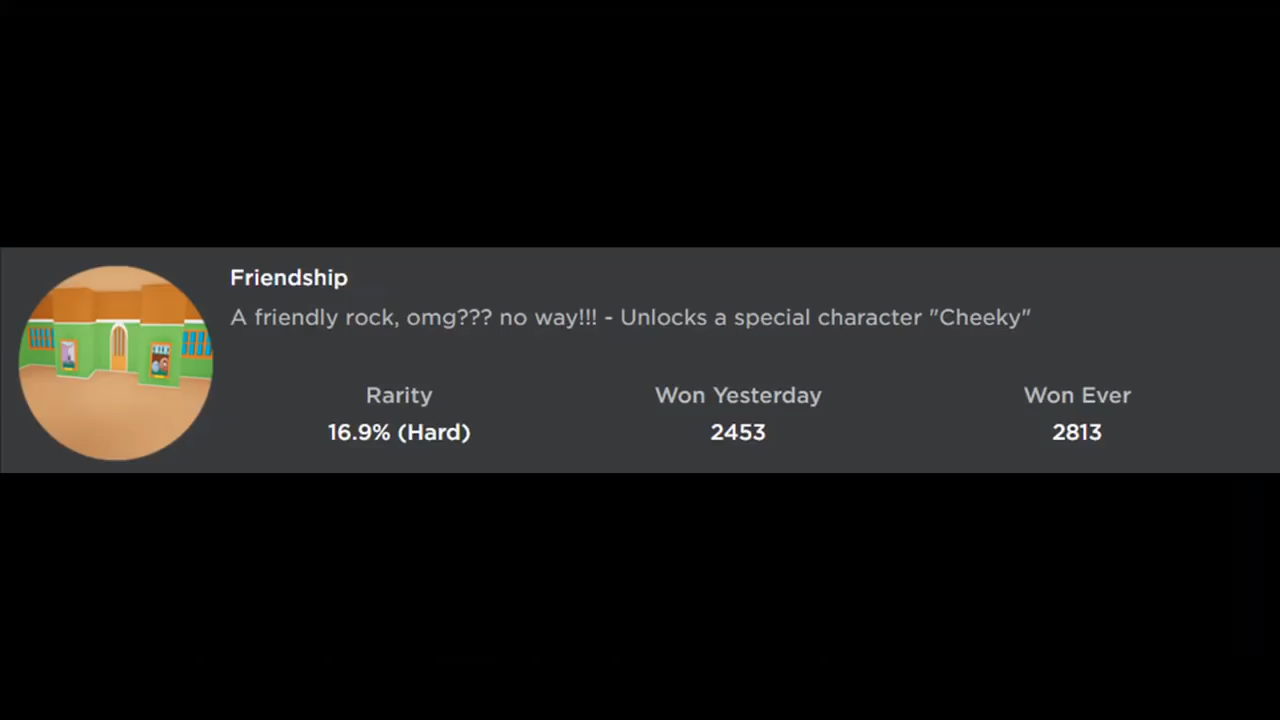 Friendship
A friendly rock, omg??? no way!!! - Unlocks a special character "Cheeky"
Rarity Won Yesterday Won Ever
16.9% (Hard) 2453 2813